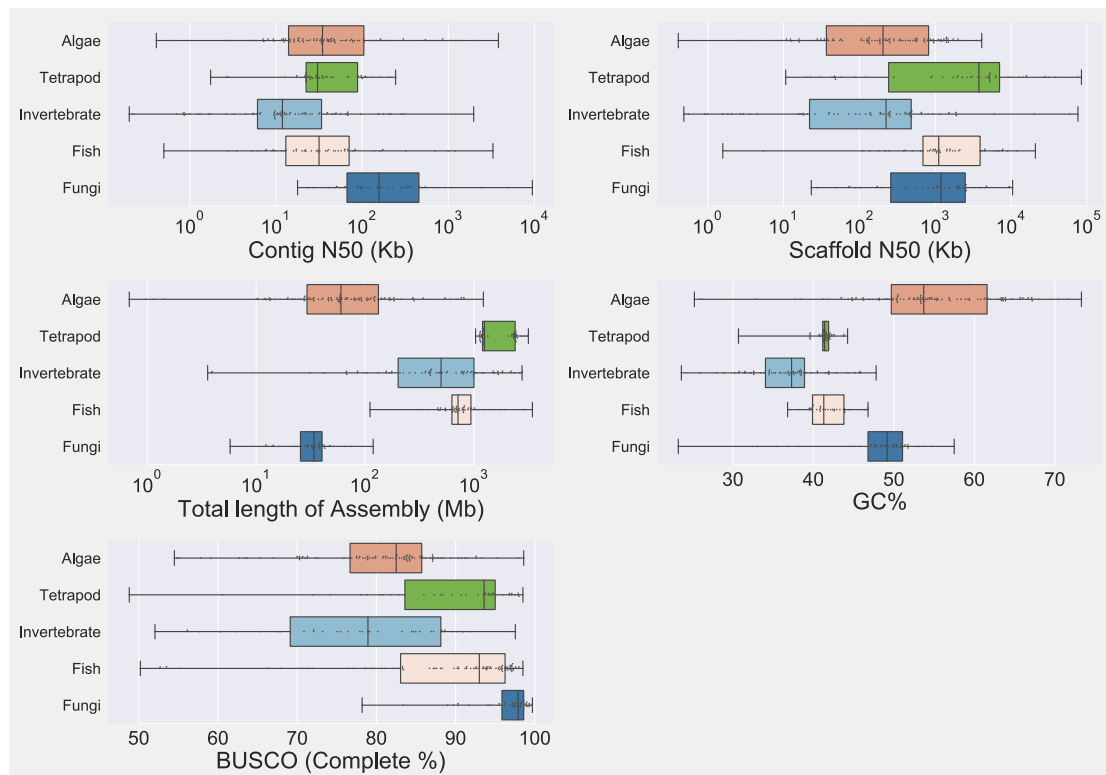 Algae
Tetrapod
Invertebrate
Fish
Fungi
10^0 10^1 10^2 10^3 10^4
Contig N50 (Kb)
Algae
Tetrapod
Invertebrate
Fish
Fungi
10^0 10^1 10^2 10^3 10^4 10^5
Scaffold N50 (Kb)
Algae
Tetrapod
Invertebrate
Fish
Fungi
10^0 10^1 10^2 10^3
Total length of Assembly (Mb)
Algae
Tetrapod
Invertebrate
Fish
Fungi
30 40 50 60 70
GC%
Algae
Tetrapod
Invertebrate
Fish
Fungi
50 60 70 80 90 100
BUSCO (Complete %)